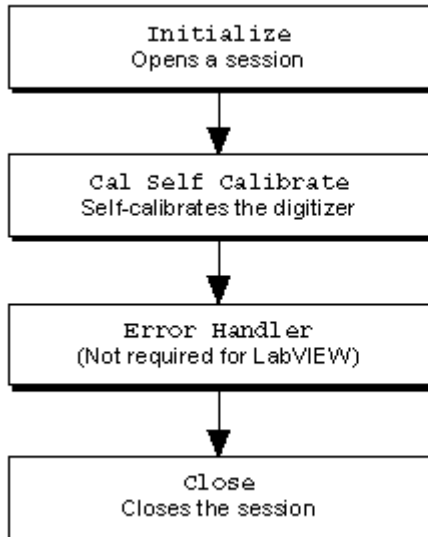 Initialize
Opens a session
Cal Self Calibrate
Self-calibrates the digitizer
Error Handler
(Not required for LabVIEW)
Close
Closes the session